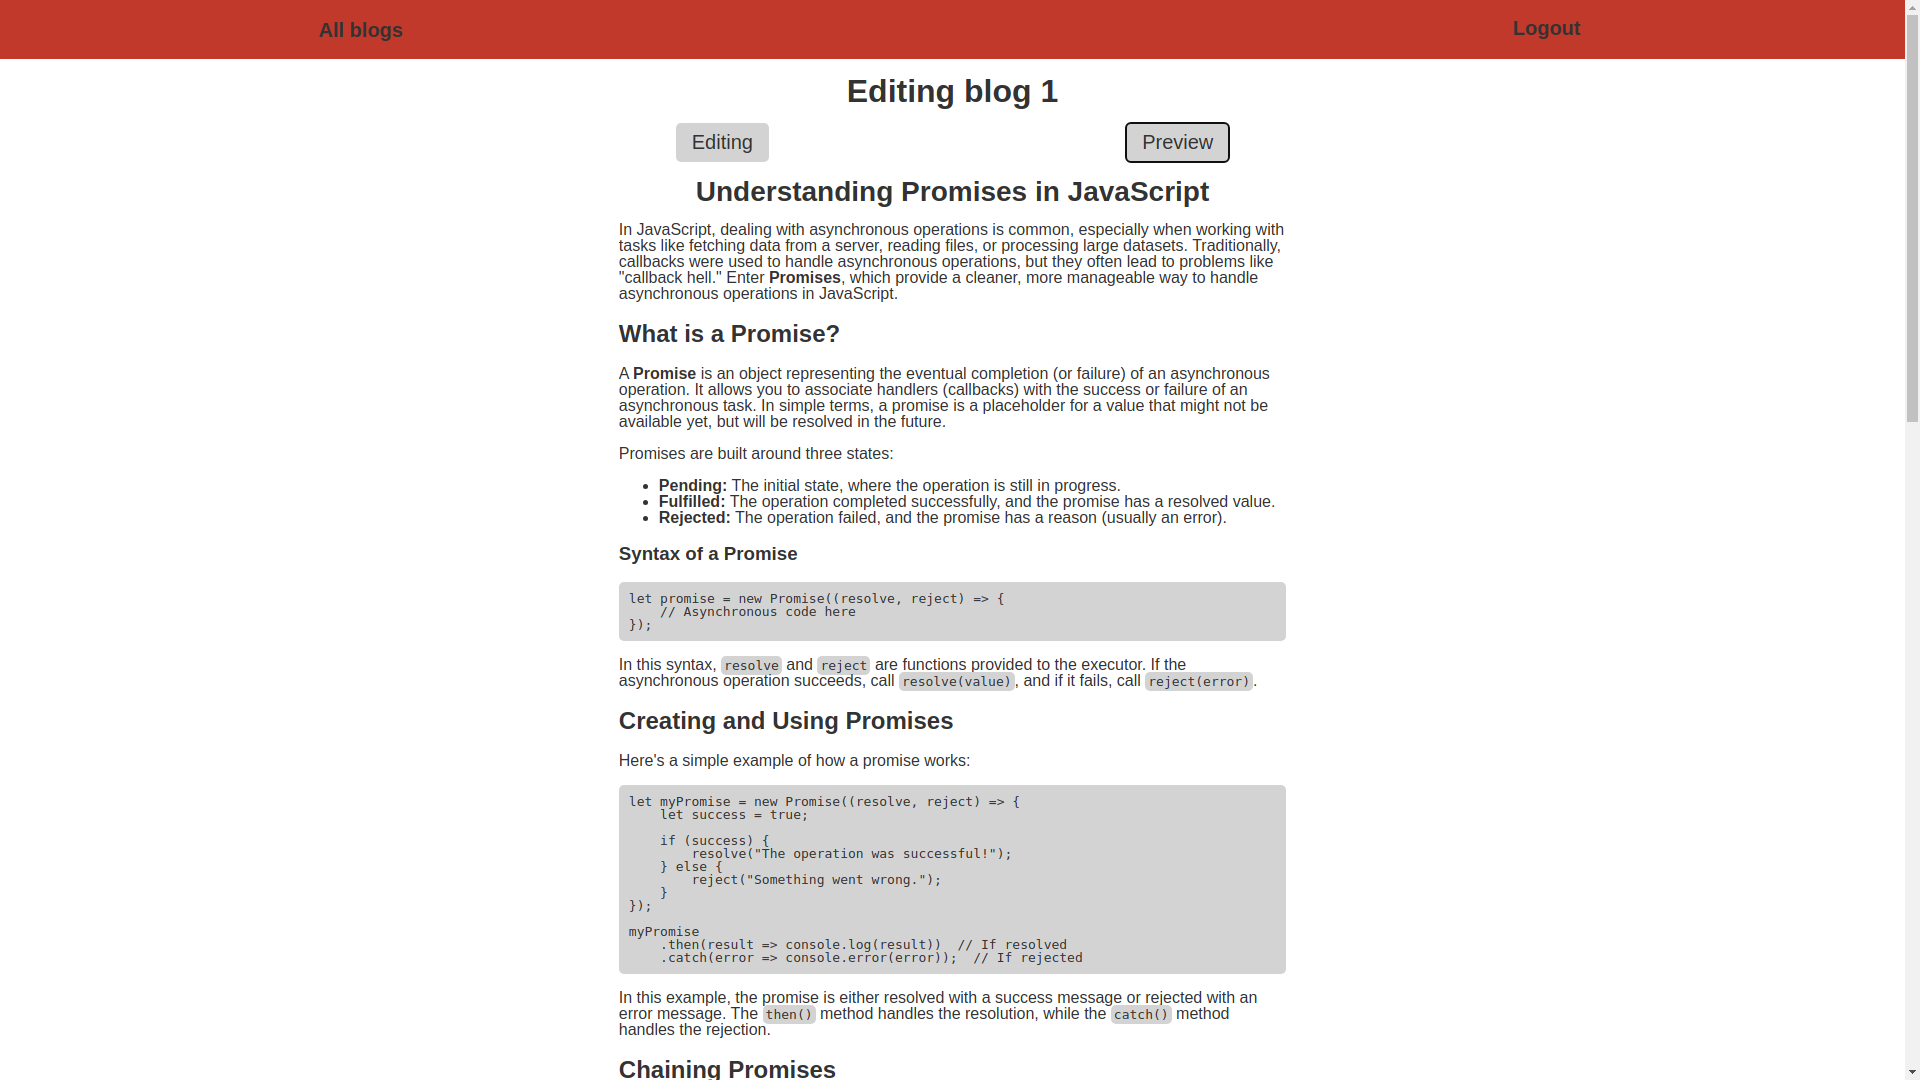 All blogs
Logout
Editing blog 1
Editing
Preview
Understanding Promises in JavaScript
In JavaScript, dealing with asynchronous operations is common, especially when working with
tasks like fetching data from a server, reading files, or processing large datasets. Traditionally,
callbacks were used to handle asynchronous operations, but they often lead to problems like
"callback hell." Enter Promises, which provide a cleaner, more manageable way to handle
asynchronous operations in JavaScript.
What is a Promise?
A Promise is an object representing the eventual completion (or failure) of an asynchronous
operation. It allows you to associate handlers (callbacks) with the success or failure of an
asynchronous task. In simple terms, a promise is a placeholder for a value that might not be
available yet, but will be resolved in the future.
Promises are built around three states:
• Pending: The initial state, where the operation is still in progress.
• Fulfilled: The operation completed successfully, and the promise has a resolved value.
• Rejected: The operation failed, and the promise has a reason (usually an error).
Syntax of a Promise
let promise = new Promise((resolve, reject) => {
    // Asynchronous code here
});
In this syntax, resolve and reject are functions provided to the executor. If the
asynchronous operation succeeds, call resolve(value), and if it fails, call reject(error).
Creating and Using Promises
Here's a simple example of how a promise works:
let myPromise = new Promise((resolve, reject) => {
    let success = true;
    if (success) {
        resolve("The operation was successful!");
    } else {
        reject("Something went wrong.");
    }
});
myPromise
    .then(result => console.log(result))  // If resolved
    .catch(error => console.error(error));  // If rejected
In this example, the promise is either resolved with a success message or rejected with an
error message. The then() method handles the resolution, while the catch() method
handles the rejection.
Chaining Promises